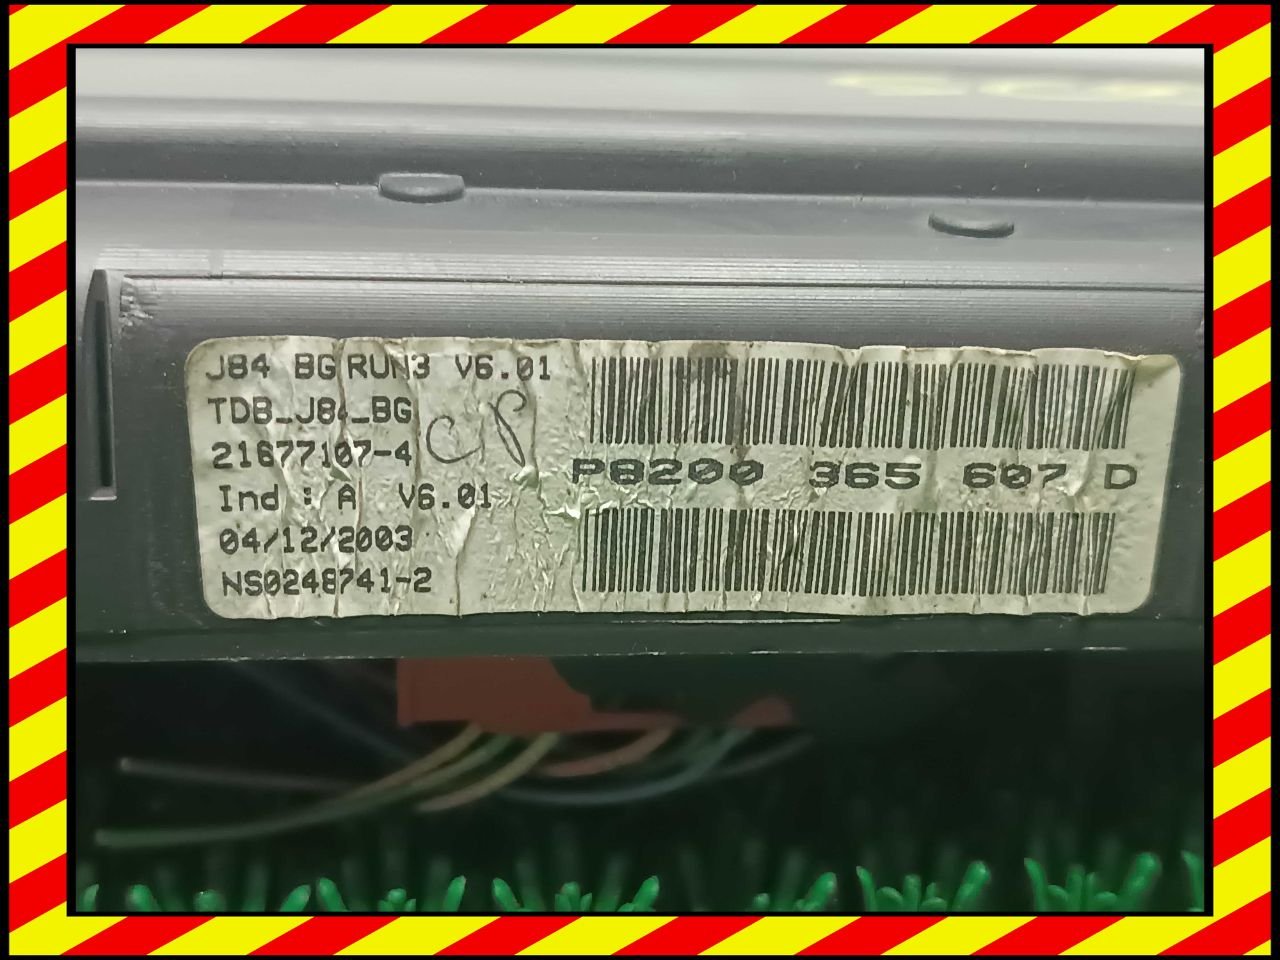 J84 BG RUN3 V6.01
TDB_J84_BG
21677107-4
CP
Ind : A V6.01
04/12/2003
NS0248741-2
P8200 365 607 D